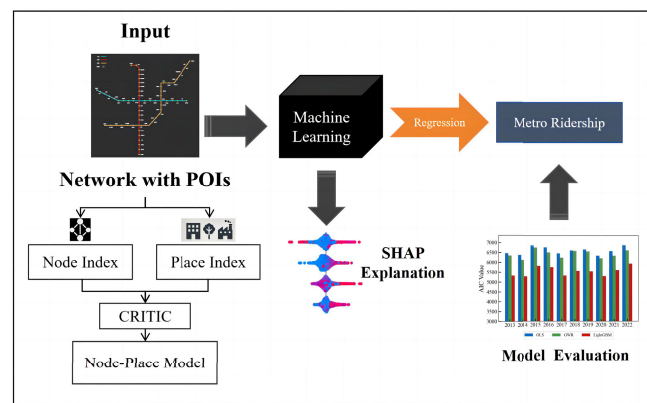 Input
Network with POIs
Node Index
Place Index
CRITIC
Node-Place Model
Machine
Learning
Regression
Metro Ridership
SHAP
Explanation
AIC Value
7500
7000
6500
6000
5500
5000
4500
4000
3500
3000
2013 2014 2015 2016 2017 2018 2019 2020 2021 2022
OLS GWR LightGBM
Model Evaluation